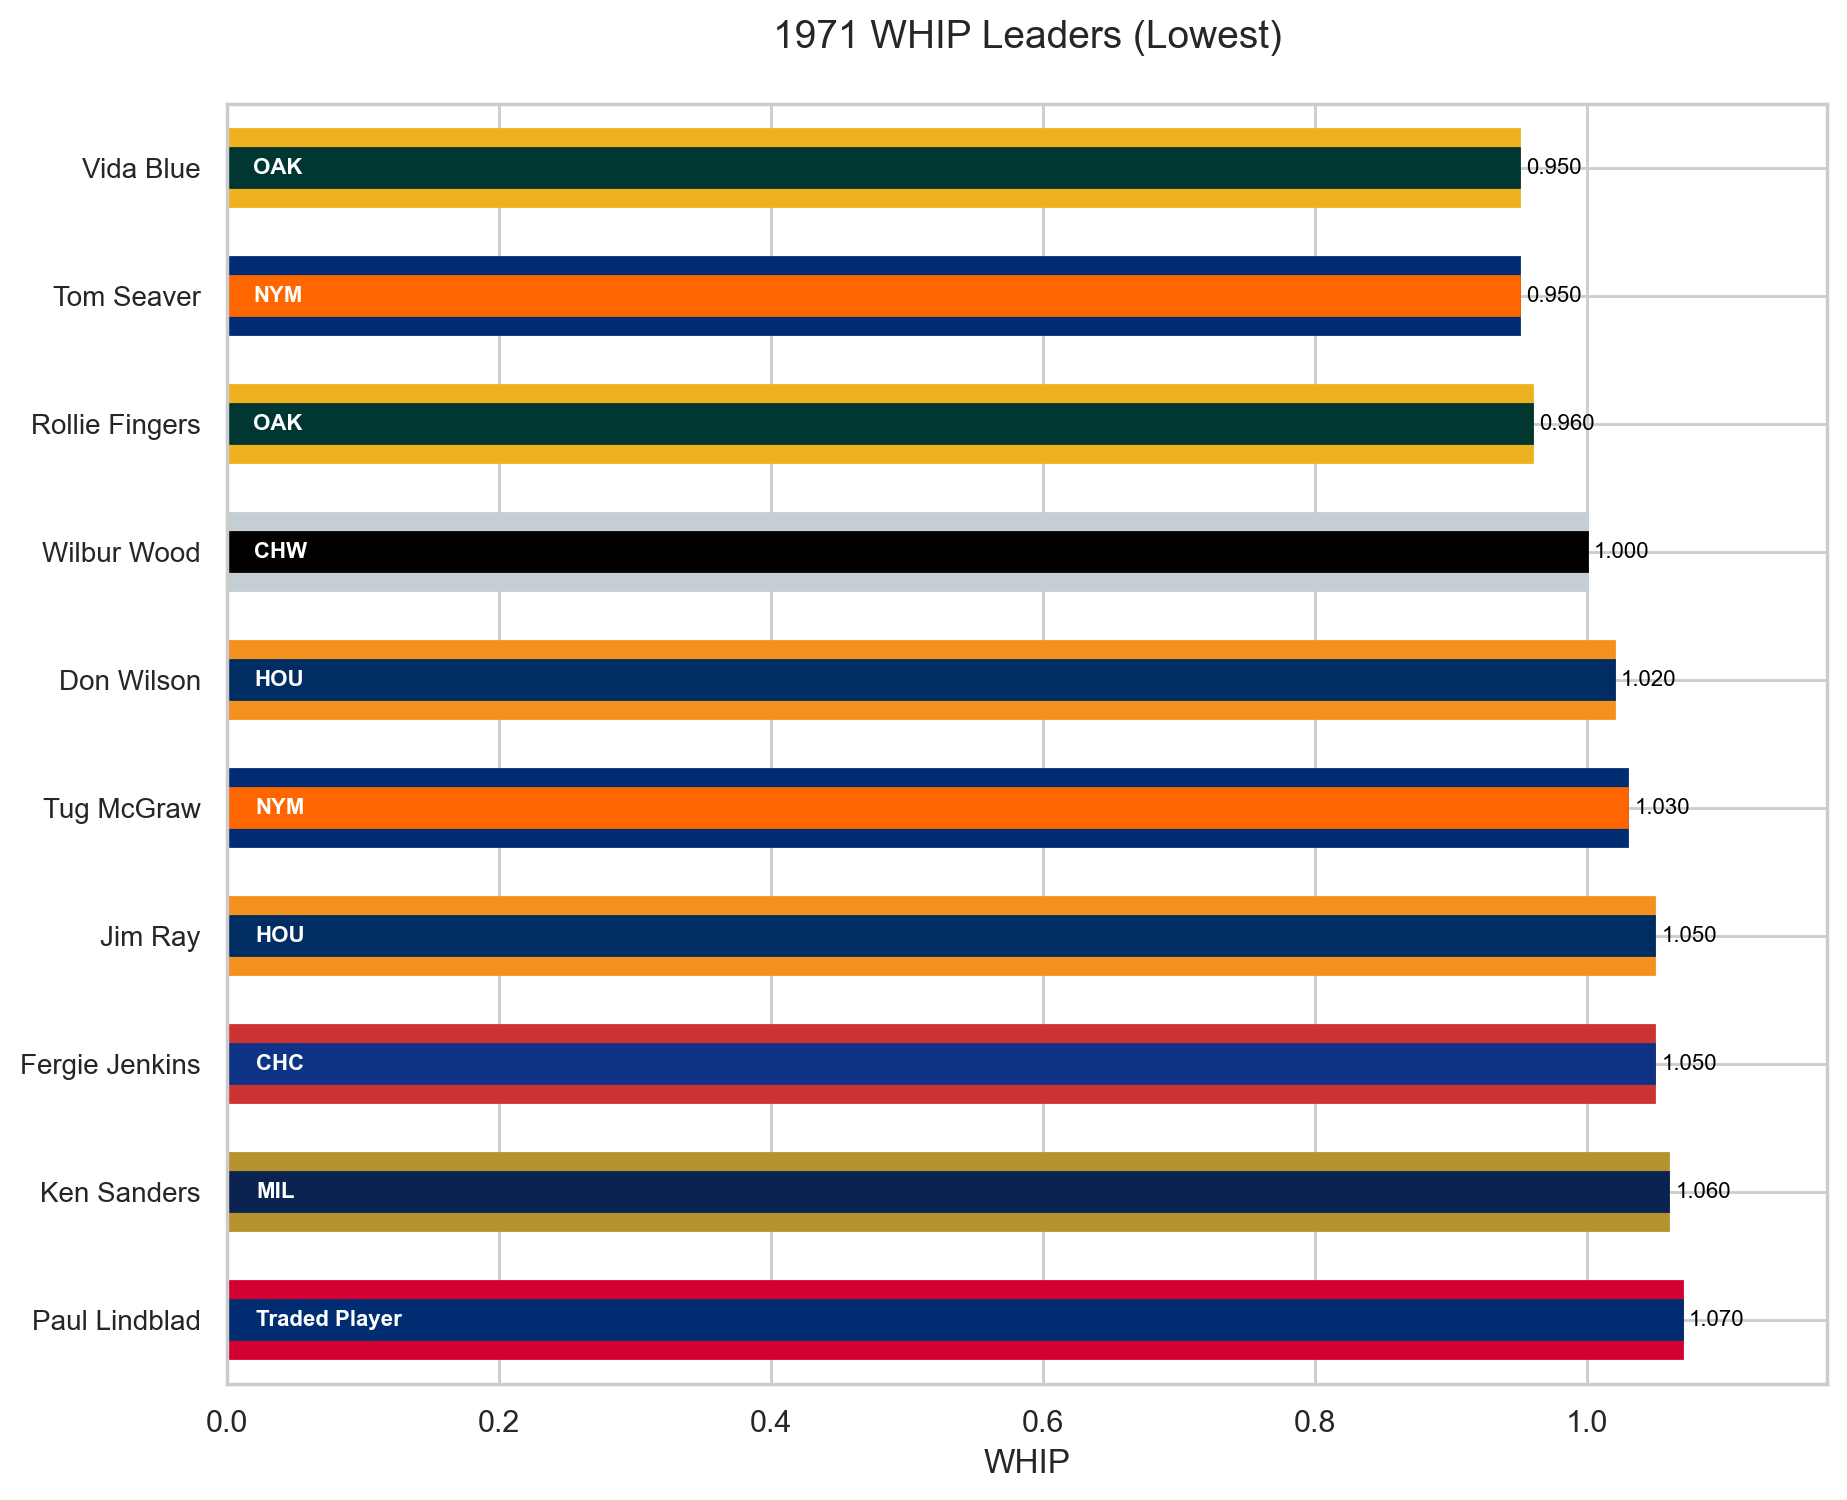 1971 WHIP Leaders (Lowest)
Vida Blue OAK 0.950
Tom Seaver NYM 0.950
Rollie Fingers OAK 0.960
Wilbur Wood CHW 1.000
Don Wilson HOU 1.020
Tug McGraw NYM 1.030
Jim Ray HOU 1.050
Fergie Jenkins CHC 1.050
Ken Sanders MIL 1.060
Paul Lindblad Traded Player 1.070
0.0 0.2 0.4 0.6 0.8 1.0
WHIP